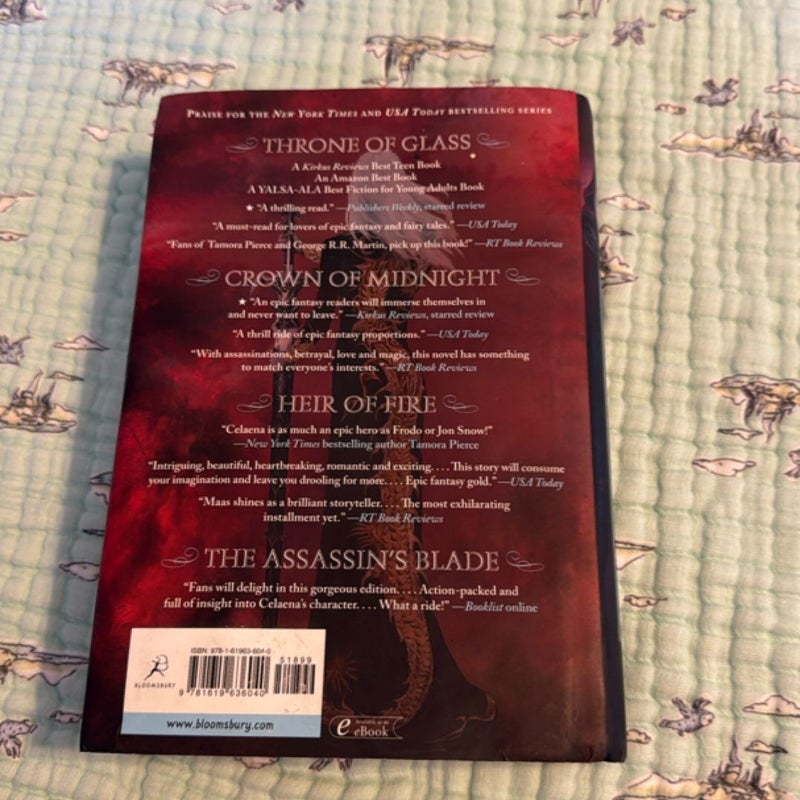 PRAISE FOR THE NEW YORK TIMES AND USA TODAY BESTSELLING SERIES
THRONE OF GLASS
A Kirkus Reviews Best Teen Book
An Amazon Best Book
A YALSA-ALA Best Fiction for Young Adults Book
★ “A thrilling read.” —Publishers Weekly, starred review
“A must-read for lovers of epic fantasy and fairy tales.” —USA Today
“Fans of Tamora Pierce and George R.R. Martin, pick up this book!” —RT Book Reviews
CROWN OF MIDNIGHT
★ “An epic fantasy readers will immerse themselves in
and never want to leave.” —Kirkus Reviews, starred review
“A thrill ride of epic fantasy proportions.” —USA Today
“With assassinations, betrayal, love and magic, this novel has something
to match everyone’s interests.” —RT Book Reviews
HEIR OF FIRE
“Celaena is as much an epic hero as Frodo or Jon Snow!”
—New York Times bestselling author Tamora Pierce
“Intriguing, beautiful, heartbreaking, romantic and exciting. . . . This story will consume
your imagination and leave you drooling for more. . . . Epic fantasy gold.” —USA Today
“Maas shines as a brilliant storyteller. . . . The most exhilarating
installment yet.” —RT Book Reviews
THE ASSASSIN’S BLADE
“Fans will delight in this gorgeous edition. . . . Action-packed and
full of insight into Celaena’s character. . . . What a ride!” —Booklist online
ISBN: 978-1-61963-604-0
51899
9 781619 636040
BLOOMSBURY
www.bloomsbury.com
Available as an
e eBook